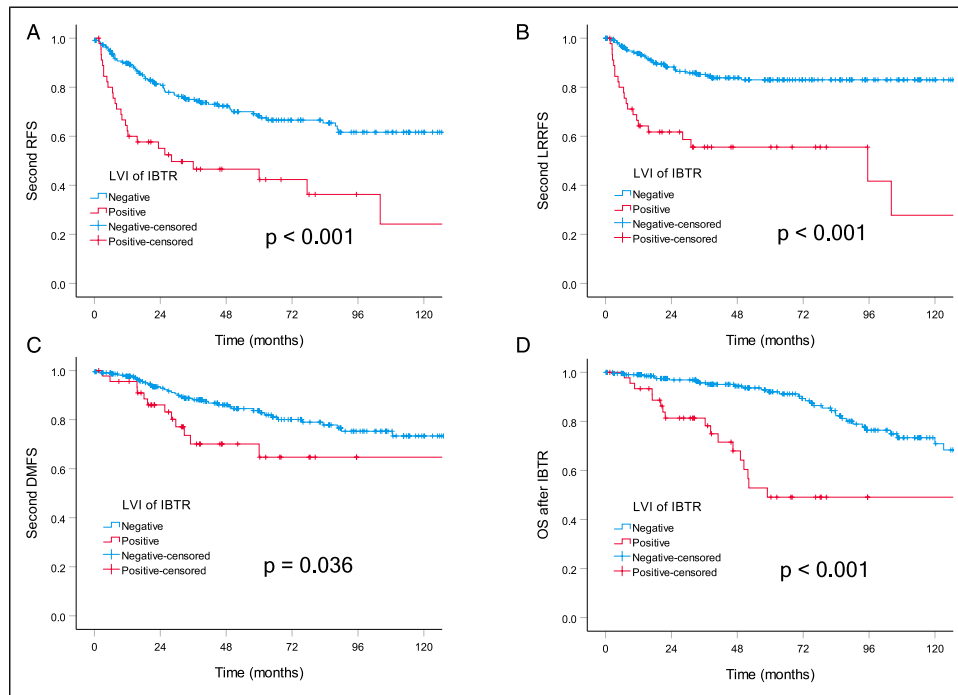 A
1.0
0.8
0.6
0.4
0.2
0.0
Second RFS
LVI of IBTR
Negative
Positive
Negative-censored
Positive-censored
p < 0.001
0 24 48 72 96 120
Time (months)
B
1.0
0.8
0.6
0.4
0.2
0.0
Second LRRFS
LVI of IBTR
Negative
Positive
Negative-censored
Positive-censored
p < 0.001
0 24 48 72 96 120
Time (months)
C
1.0
0.8
0.6
0.4
0.2
0.0
Second DMFS
LVI of IBTR
Negative
Positive
Negative-censored
Positive-censored
p = 0.036
0 24 48 72 96 120
Time (months)
D
1.0
0.8
0.6
0.4
0.2
0.0
OS after IBTR
LVI of IBTR
Negative
Positive
Negative-censored
Positive-censored
p < 0.001
0 24 48 72 96 120
Time (months)